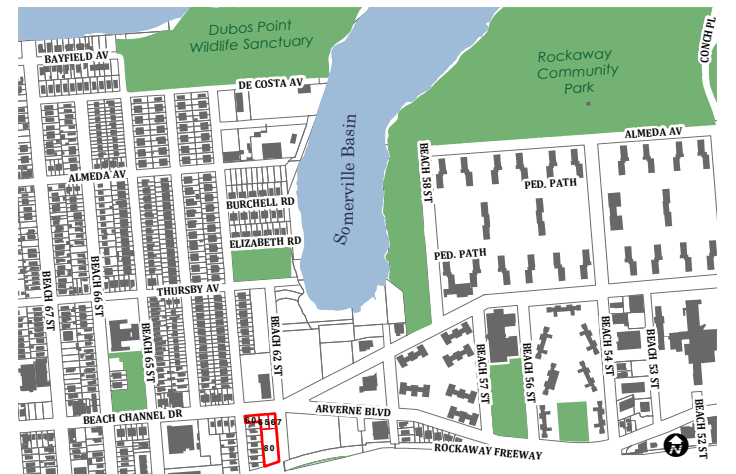 Dubos Point
Wildlife Sanctuary
BAYFIELD AV
CONCH PL
Rockaway
Community
Park
DE COSTA AV
ALMEDA AV
Somerville Basin
BEACH 58 ST
ALMEDA AV
PED. PATH
BURCHELL RD
ELIZABETH RD
PED. PATH
THURSBY AV
BEACH 67 ST
BEACH 66 ST
BEACH 65 ST
BEACH 62 ST
BEACH 57 ST
BEACH 56 ST
BEACH 54 ST
BEACH 53 ST
BEACH 52 ST
BEACH CHANNEL DR
ARVERNE BLVD
ROCKAWAY FREEWAY
80
N